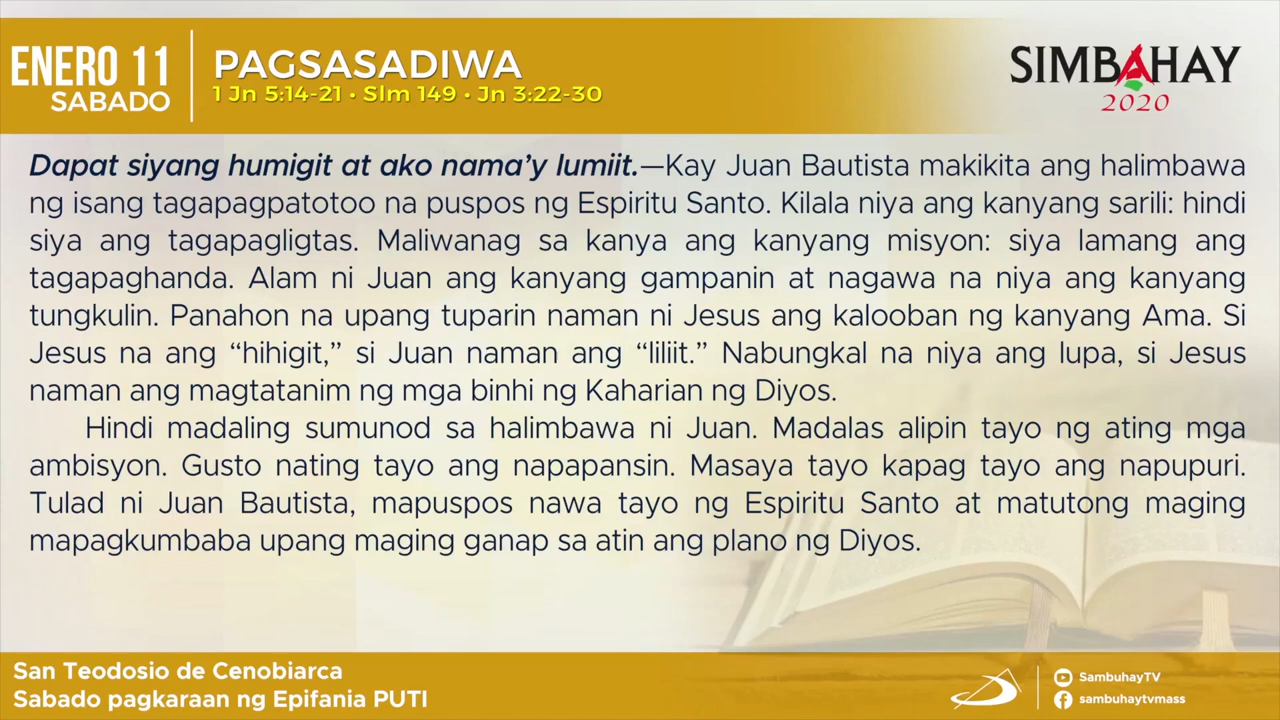 ENERO 11
SABADO
PAGSASADIWA
1 Jn 5:14-21 • Slm 149 • Jn 3:22-30
SIMBAHAY
2020
Dapat siyang humigit at ako nama’y lumiit.—Kay Juan Bautista makikita ang halimbawa
ng isang tagapagpatotoo na puspos ng Espiritu Santo. Kilala niya ang kanyang sarili: hindi
siya ang tagapagligtas. Maliwanag sa kanya ang kanyang misyon: siya lamang ang
tagapaghanda. Alam ni Juan ang kanyang gampanin at nagawa na niya ang kanyang
tungkulin. Panahon na upang tuparin naman ni Jesus ang kalooban ng kanyang Ama. Si
Jesus na ang “hihigit,” si Juan naman ang “liliit.” Nabungkal na niya ang lupa, si Jesus
naman ang magtatanim ng mga binhi ng Kaharian ng Diyos.
Hindi madaling sumunod sa halimbawa ni Juan. Madalas alipin tayo ng ating mga
ambisyon. Gusto nating tayo ang napapansin. Masaya tayo kapag tayo ang napupuri.
Tulad ni Juan Bautista, mapuspos nawa tayo ng Espiritu Santo at matutong maging
mapagkumbaba upang maging ganap sa atin ang plano ng Diyos.
San Teodosio de Cenobiarca
Sabado pagkaraan ng Epifania PUTI
SambuhayTV
sambuhaytvmass